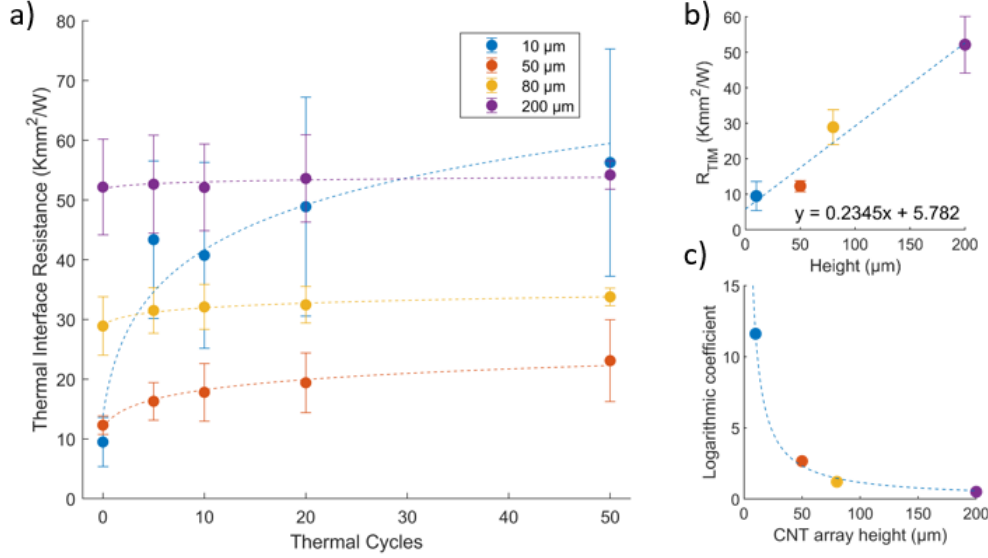 a)
80
70
60
50
40
30
20
10
0
0
10
20
30
40
50
Thermal Interface Resistance (Kmm²/W)
Thermal Cycles
10 µm
50 µm
80 µm
200 µm
b)
60
50
40
30
20
10
0
0
50
100
150
200
R_TIM (Kmm²/W)
y = 0.2345x + 5.782
Height (µm)
c)
15
10
5
0
0
50
100
150
200
Logarithmic coefficient
CNT array height (µm)